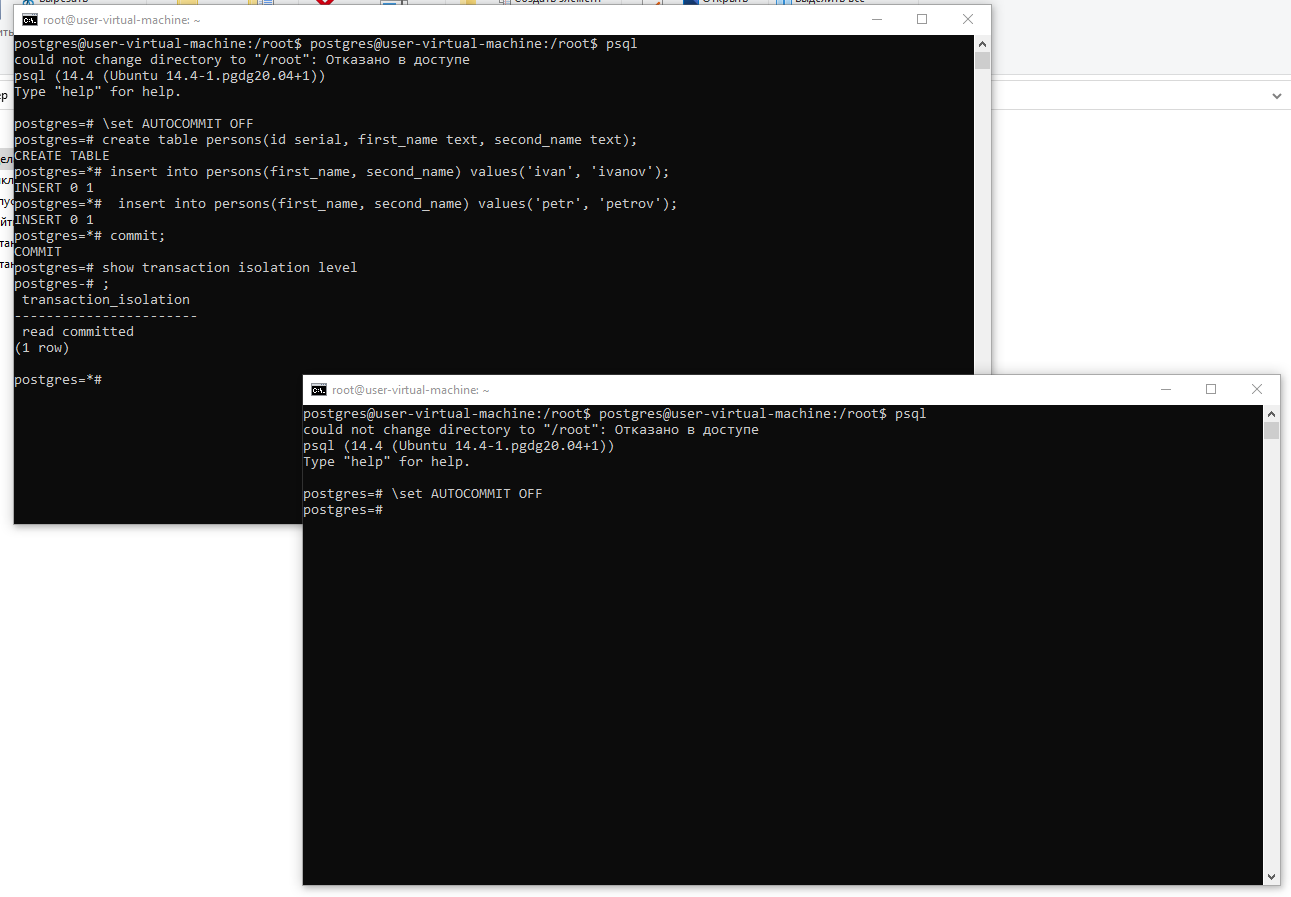 Вырезать
Создать элемент
Открыть
Выделить все
root@user-virtual-machine: ~
postgres@user-virtual-machine:/root$ postgres@user-virtual-machine:/root$ psql
could not change directory to "/root": Отказано в доступе
psql (14.4 (Ubuntu 14.4-1.pgdg20.04+1))
Type "help" for help.
postgres=# \set AUTOCOMMIT OFF
postgres=# create table persons(id serial, first_name text, second_name text);
CREATE TABLE
postgres=*# insert into persons(first_name, second_name) values('ivan', 'ivanov');
INSERT 0 1
postgres=*#  insert into persons(first_name, second_name) values('petr', 'petrov');
INSERT 0 1
postgres=*# commit;
COMMIT
postgres=# show transaction isolation level
postgres-# ;
 transaction_isolation
-----------------------
 read committed
(1 row)
postgres=*#
root@user-virtual-machine: ~
postgres@user-virtual-machine:/root$ postgres@user-virtual-machine:/root$ psql
could not change directory to "/root": Отказано в доступе
psql (14.4 (Ubuntu 14.4-1.pgdg20.04+1))
Type "help" for help.
postgres=# \set AUTOCOMMIT OFF
postgres=#